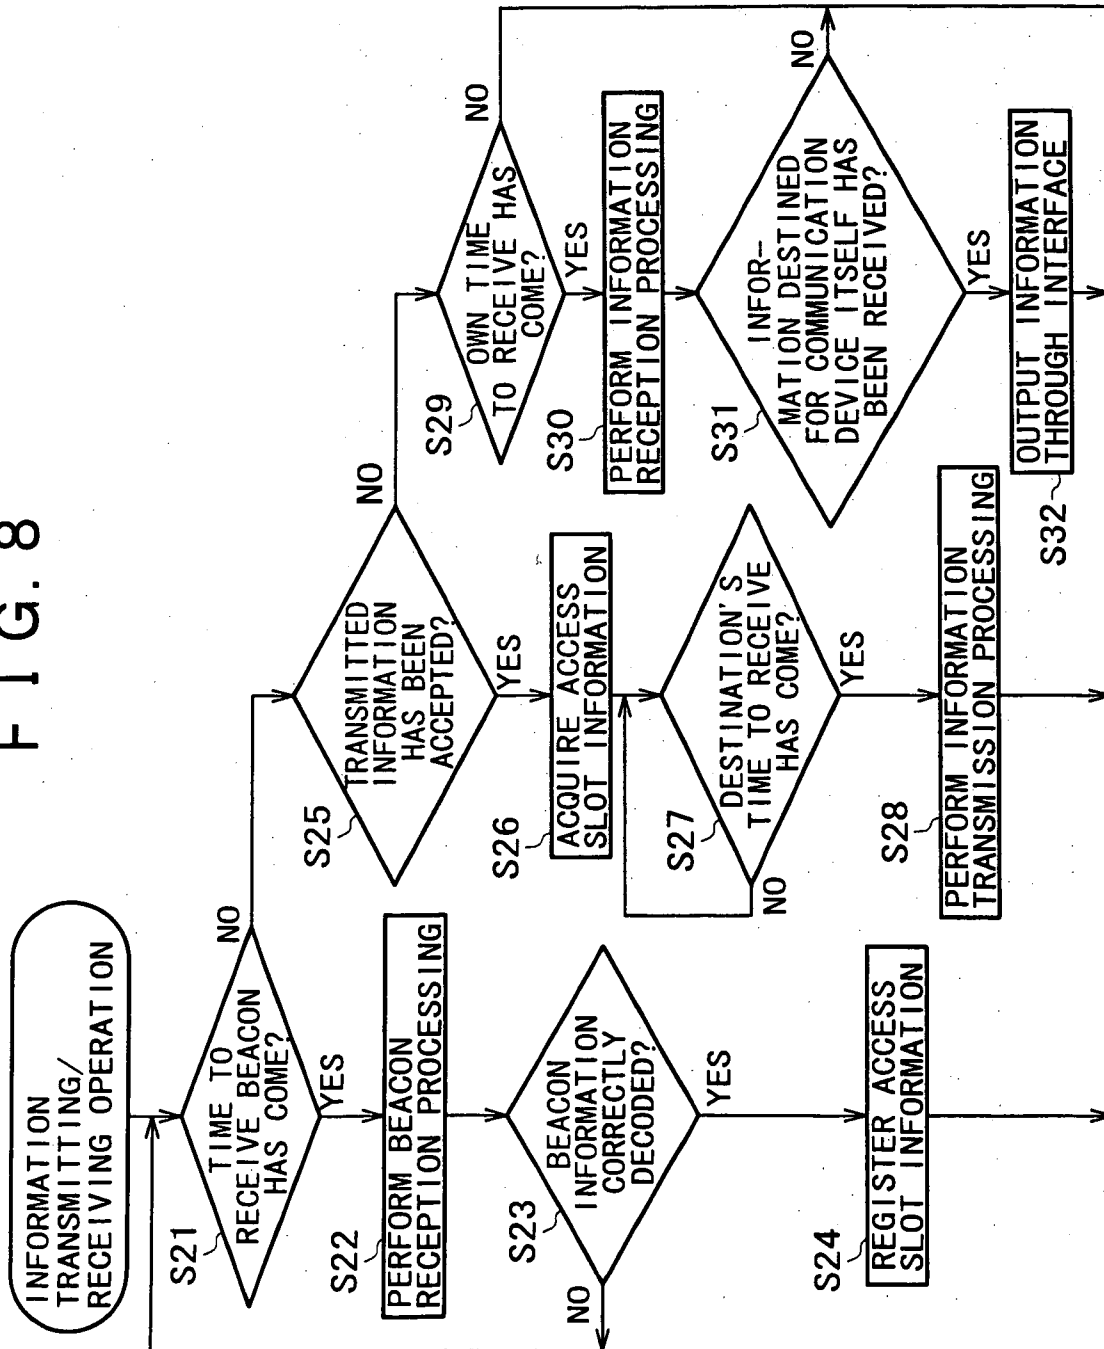 FIG. 8
INFORMATION
TRANSMITTING/
RECEIVING OPERATION
S21
TIME TO
RECEIVE BEACON
HAS COME?
NO
YES
S22
PERFORM BEACON
RECEPTION PROCESSING
S23
BEACON
INFORMATION
CORRECTLY
DECODED?
NO
YES
S24
REGISTER ACCESS
SLOT INFORMATION
S25
TRANSMITTED
INFORMATION
HAS BEEN
ACCEPTED?
NO
YES
S26
ACQUIRE ACCESS
SLOT INFORMATION
S27
DESTINATION'S
TIME TO RECEIVE
HAS COME?
NO
YES
S28
PERFORM INFORMATION
TRANSMISSION PROCESSING
S29
OWN TIME
TO RECEIVE HAS
COME?
NO
YES
S30
PERFORM INFORMATION
RECEPTION PROCESSING
S31
INFOR-
MATION DESTINED
FOR COMMUNICATION
DEVICE ITSELF HAS
BEEN RECEIVED?
NO
YES
S32
OUTPUT INFORMATION
THROUGH INTERFACE